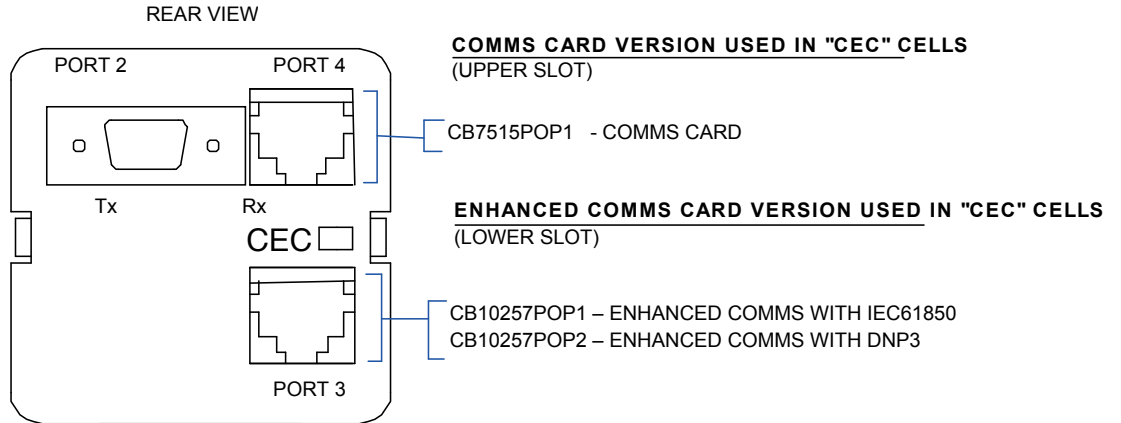 REAR VIEW
PORT 2
PORT 4
Tx
Rx
CEC
PORT 3
COMMS CARD VERSION USED IN "CEC" CELLS
(UPPER SLOT)
CB7515POP1 - COMMS CARD
ENHANCED COMMS CARD VERSION USED IN "CEC" CELLS
(LOWER SLOT)
CB10257POP1 – ENHANCED COMMS WITH IEC61850
CB10257POP2 – ENHANCED COMMS WITH DNP3